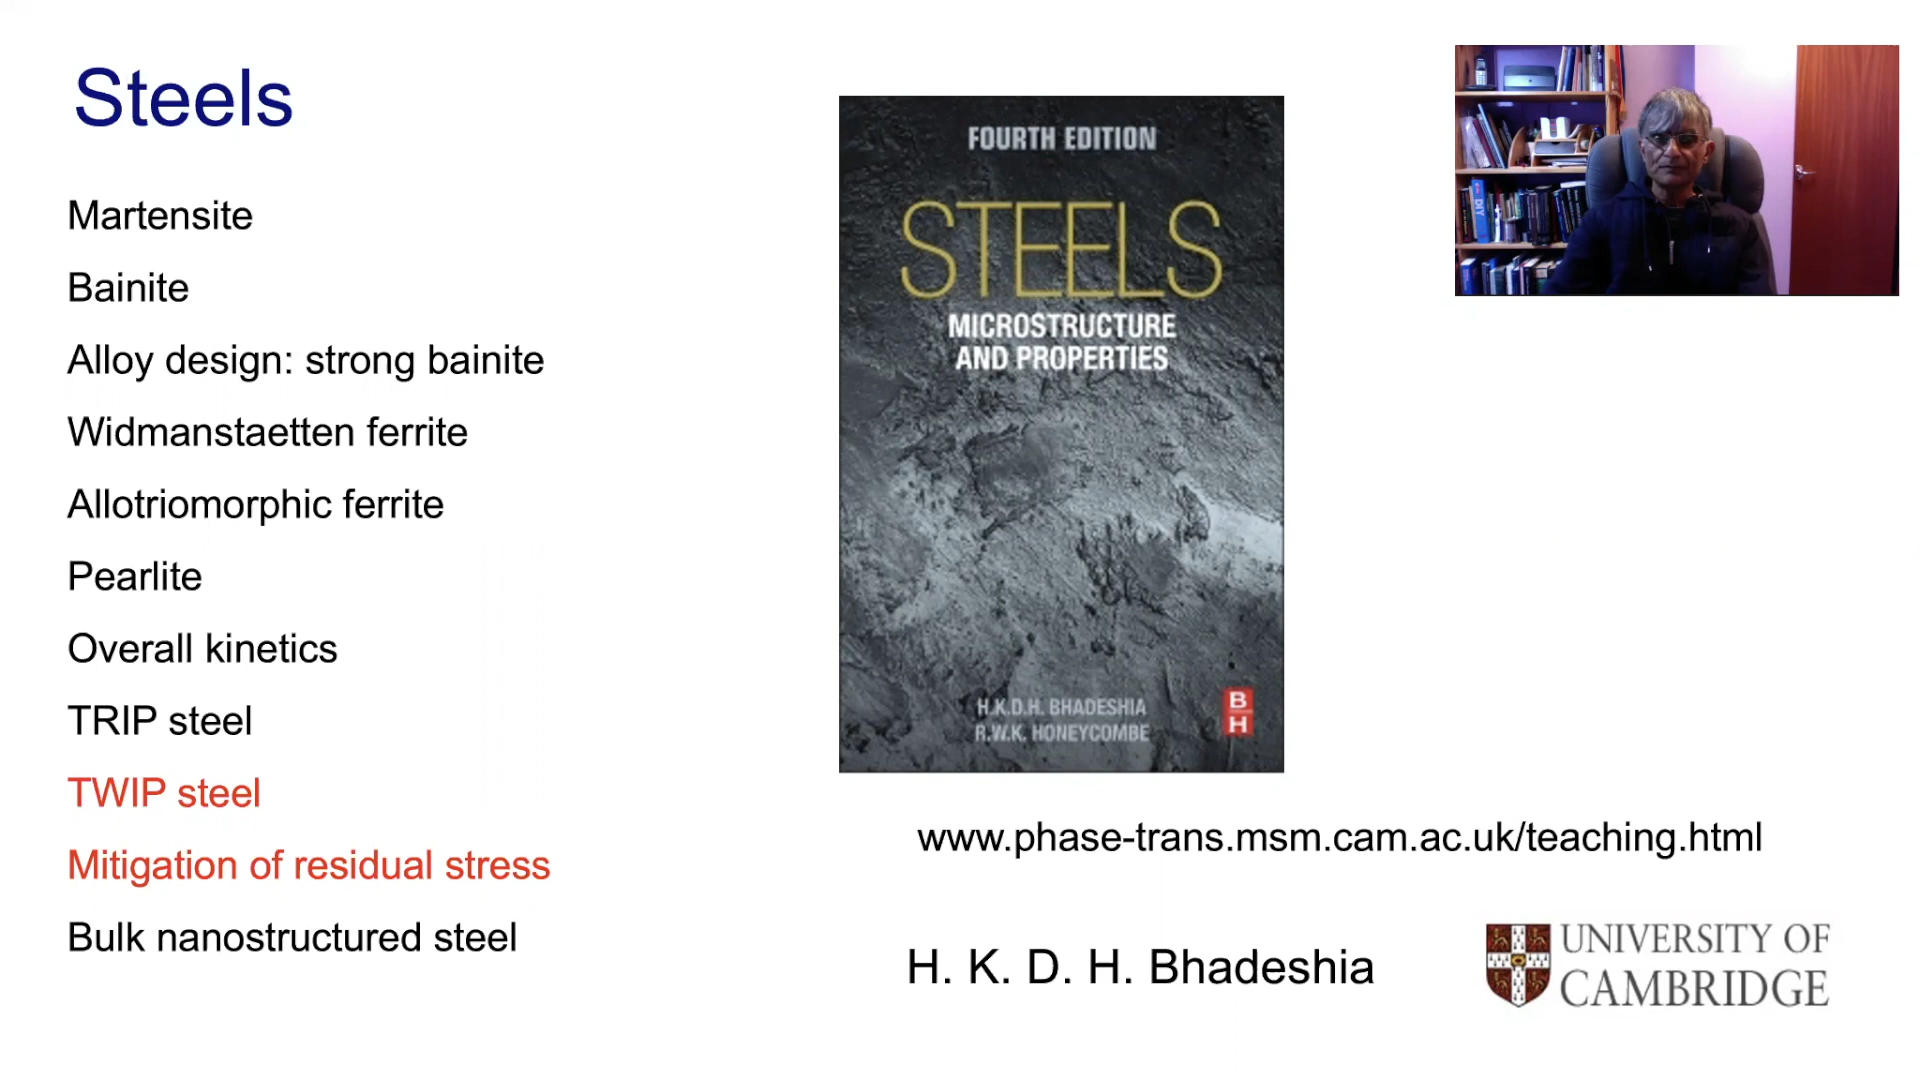 Steels
Martensite
Bainite
Alloy design: strong bainite
Widmanstaetten ferrite
Allotriomorphic ferrite
Pearlite
Overall kinetics
TRIP steel
TWIP steel
Mitigation of residual stress
Bulk nanostructured steel
FOURTH EDITION
STEELS
MICROSTRUCTURE
AND PROPERTIES
H.K.D.H. BHADESHIA
R.W.K. HONEYCOMBE
B
H
DIY
www.phase-trans.msm.cam.ac.uk/teaching.html
H. K. D. H. Bhadeshia
UNIVERSITY OF
CAMBRIDGE